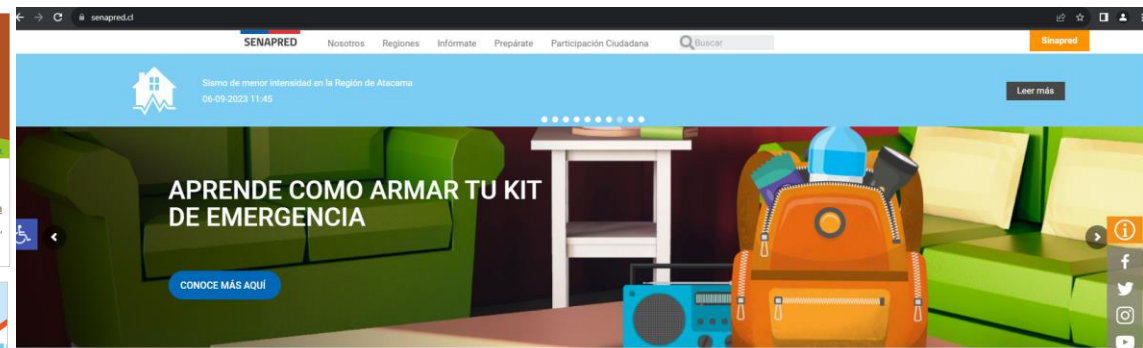 senapred.cl
SENAPRED Nosotros Regiones Infórmate Prepárate Participación Ciudadana Buscar Sinapred
Sismo de menor intensidad en la Región de Atacama
06-09-2023 11:45
Leer más
APRENDE COMO ARMAR TU KIT
DE EMERGENCIA
CONOCE MÁS AQUÍ